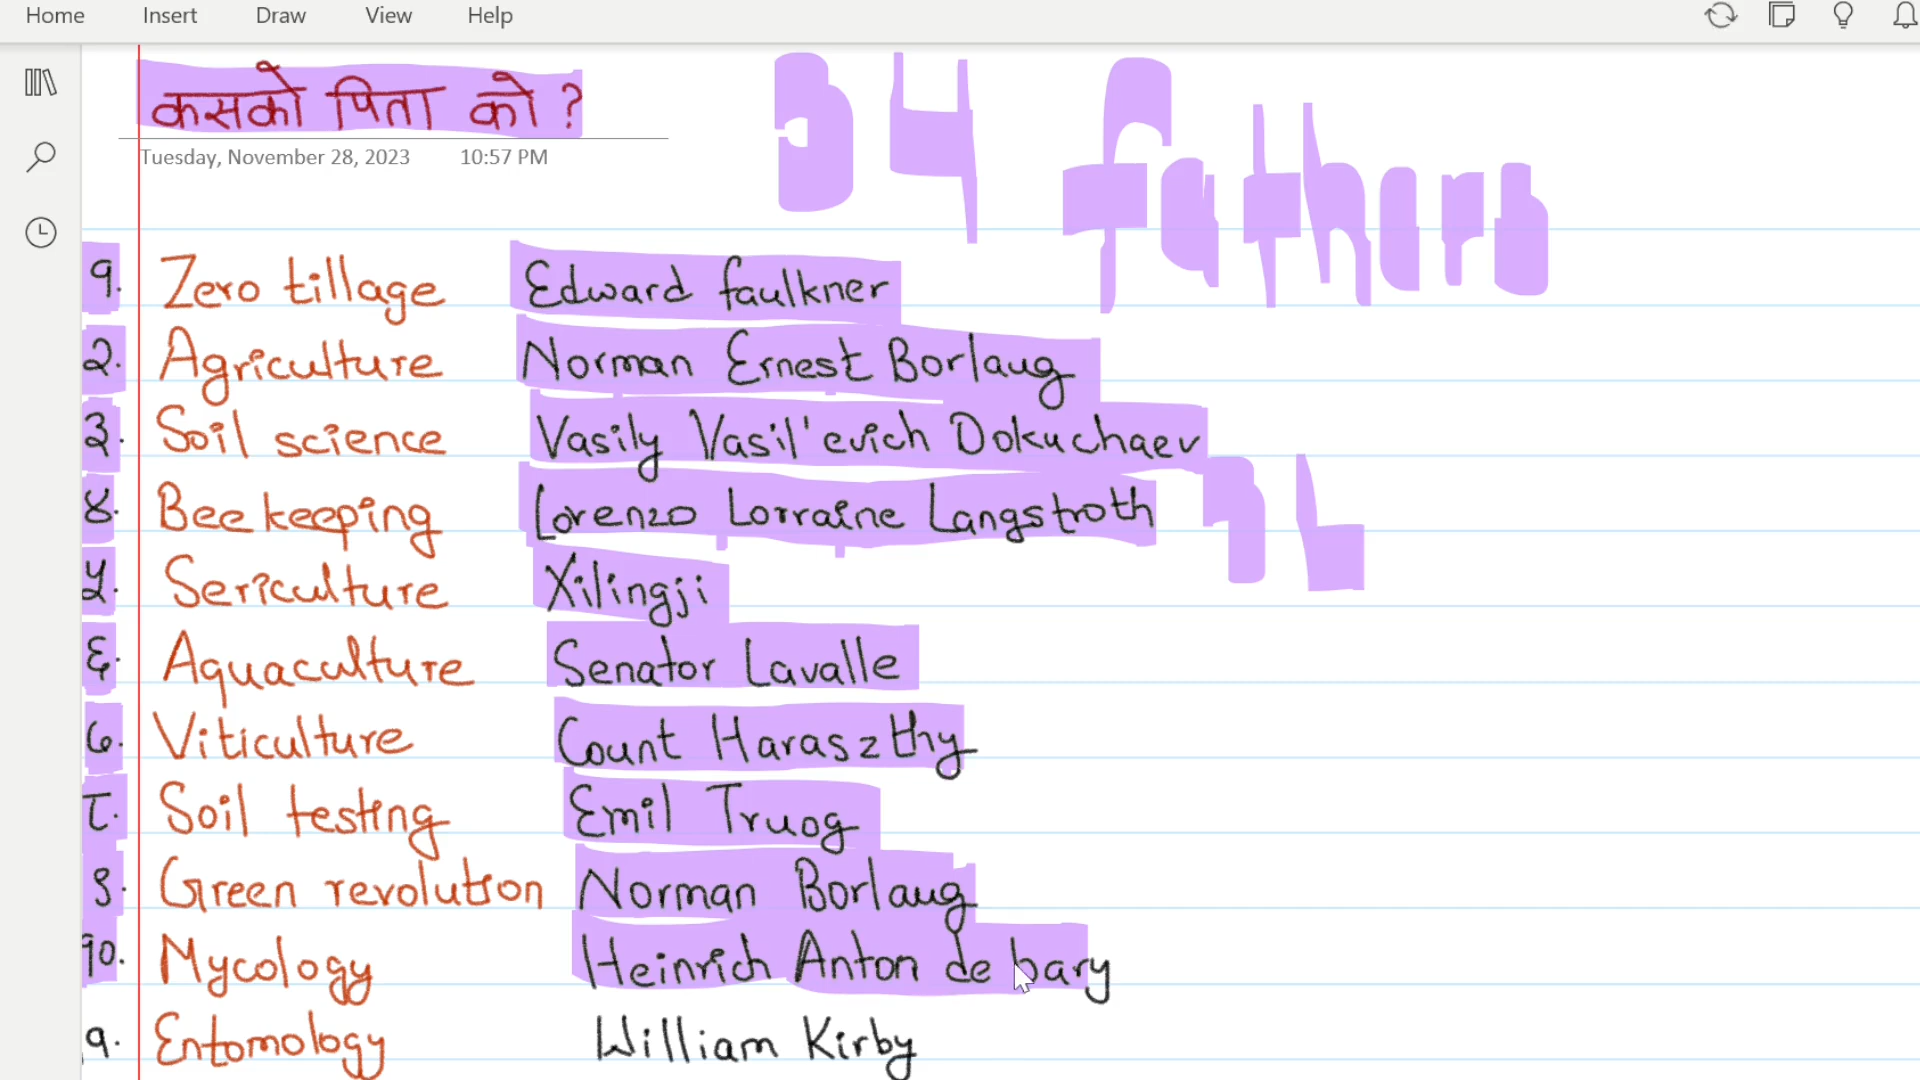 Home Insert Draw View Help
कसको पिता को ?
34 fathers
Tuesday, November 28, 2023 10:57 PM
१. Zero tillage Edward faulkner
२. Agriculture Norman Ernest Borlaug
३. Soil science Vasily Vasil'evich Dokuchaev
४. Bee keeping Lorenzo Lorraine Langstroth
५. Sericulture Xilingji
६. Aquaculture Senator Lavalle
७. Viticulture Count Haraszthy
८. Soil testing Emil Truog
९. Green revolution Norman Borlaug
१०. Mycology Heinrich Anton de bary
१. Entomology William Kirby